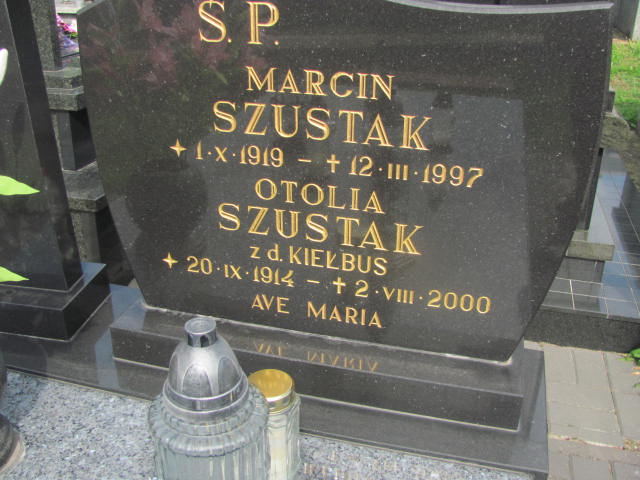 Ś.P.
MARCIN
SZUSTAK
1·X·1919 – + 12·III·1997
OTOLIA
SZUSTAK
z d. KIEŁBUS
20·IX·1914 – + 2·VIII·2000
AVE MARIA